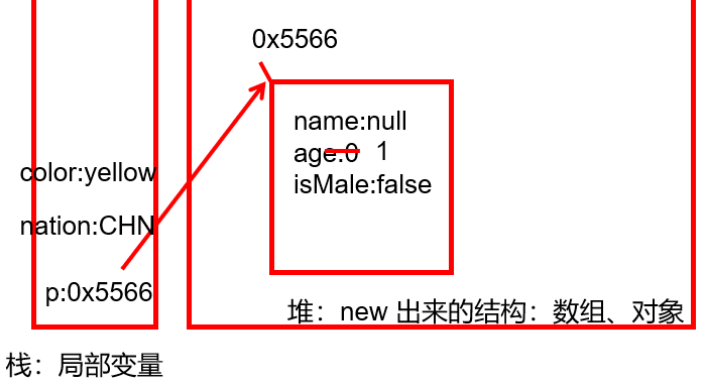 0x5566
name:null
age:0 1
isMale:false
color:yellow
nation:CHN
p:0x5566
堆：new 出来的结构：数组、对象
栈：局部变量